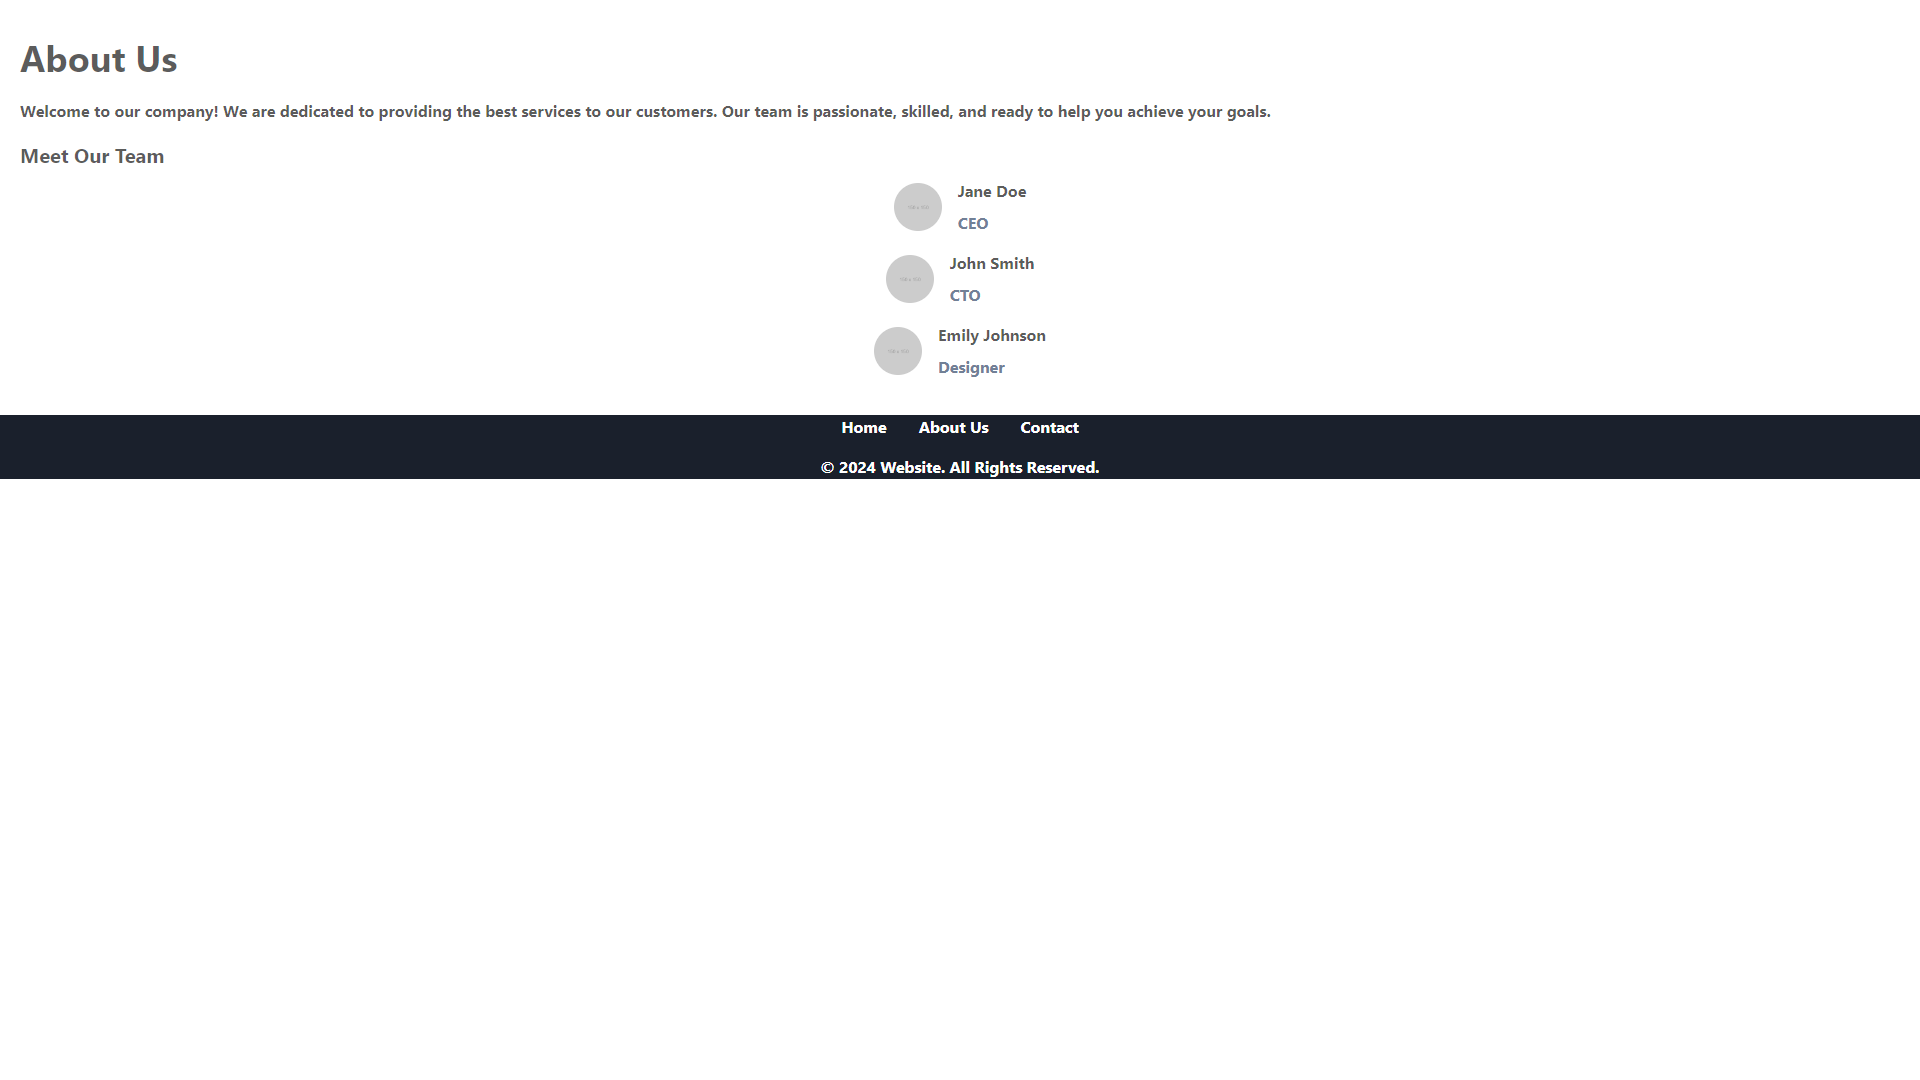 About Us
Welcome to our company! We are dedicated to providing the best services to our customers. Our team is passionate, skilled, and ready to help you achieve your goals.
Meet Our Team
Jane Doe
CEO
John Smith
CTO
Emily Johnson
Designer
Home About Us Contact
© 2024 Website. All Rights Reserved.